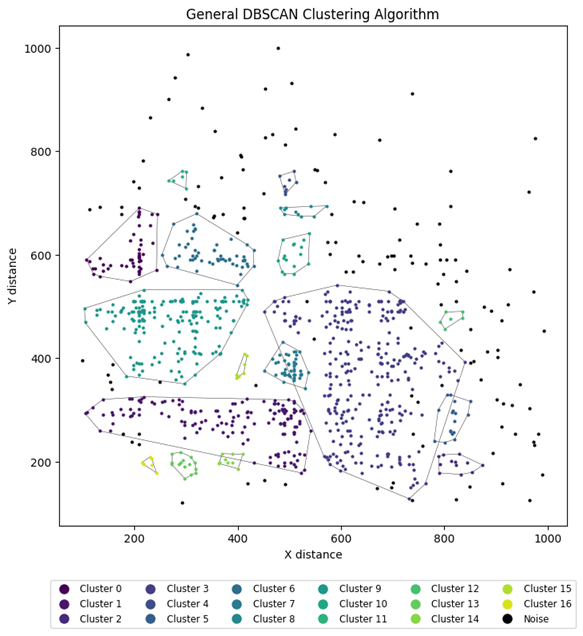 General DBSCAN Clustering Algorithm
1000
800
600
400
200
Y distance
200 400 600 800 1000
X distance
Cluster 0 Cluster 3 Cluster 6 Cluster 9 Cluster 12 Cluster 15
Cluster 1 Cluster 4 Cluster 7 Cluster 10 Cluster 13 Cluster 16
Cluster 2 Cluster 5 Cluster 8 Cluster 11 Cluster 14 Noise